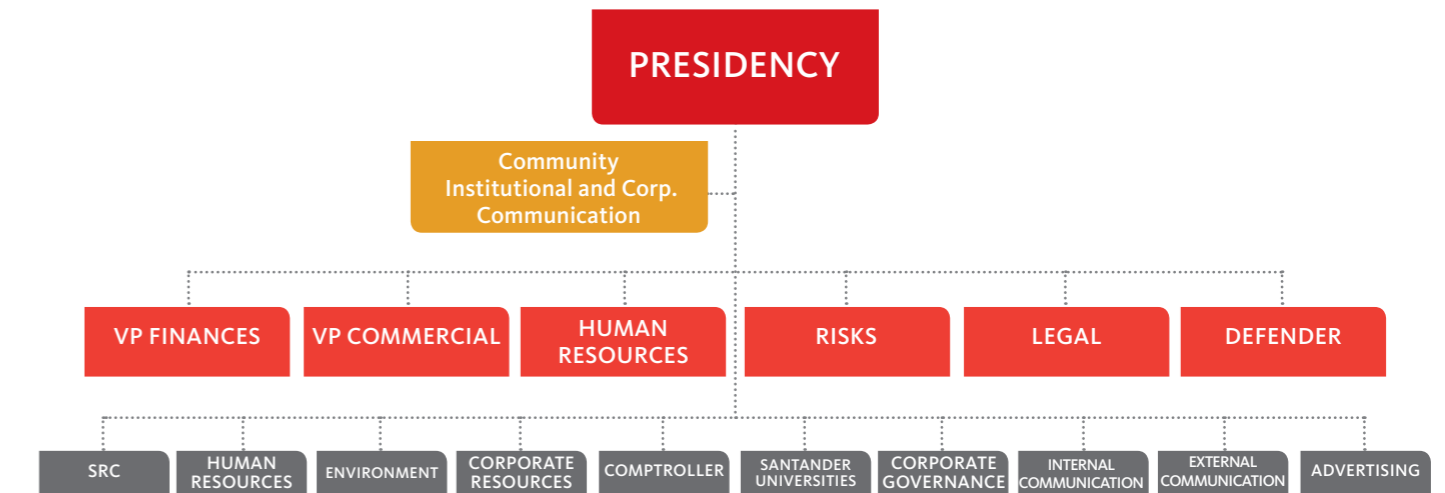 PRESIDENCY
Community
Institutional and Corp.
Communication
VP FINANCES
VP COMMERCIAL
HUMAN
RESOURCES
RISKS
LEGAL
DEFENDER
SRC
HUMAN
RESOURCES
ENVIRONMENT
CORPORATE
RESOURCES
COMPTROLLER
SANTANDER
UNIVERSITIES
CORPORATE
GOVERNANCE
INTERNAL
COMMUNICATION
EXTERNAL
COMMUNICATION
ADVERTISING